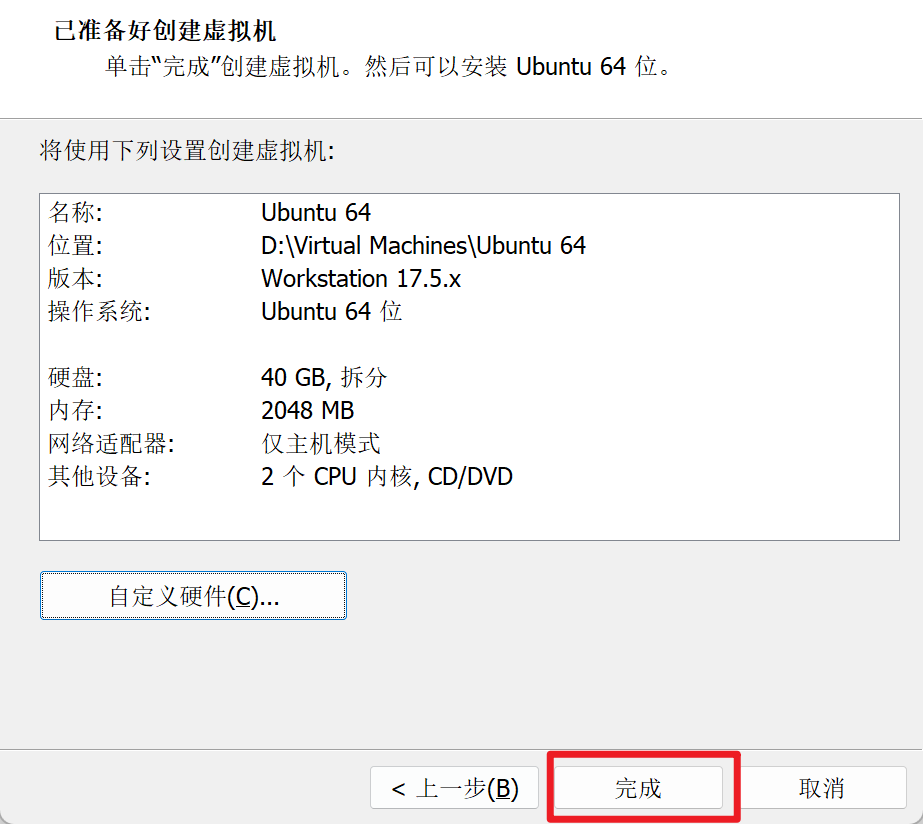 已准备好创建虚拟机
单击“完成”创建虚拟机。然后可以安装 Ubuntu 64 位。
将使用下列设置创建虚拟机:
名称: Ubuntu 64
位置: D:\Virtual Machines\Ubuntu 64
版本: Workstation 17.5.x
操作系统: Ubuntu 64 位
硬盘: 40 GB, 拆分
内存: 2048 MB
网络适配器: 仅主机模式
其他设备: 2 个 CPU 内核, CD/DVD
自定义硬件(C)...
< 上一步(B) 完成 取消